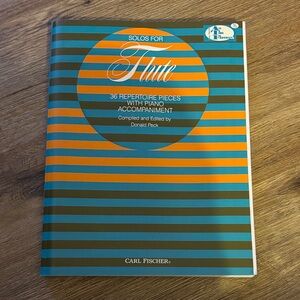 SOLOS FOR
Flute
36 REPERTOIRE PIECES
WITH PIANO
ACCOMPANIMENT
Compiled and Edited by
Donald Peck
CARL FISCHER